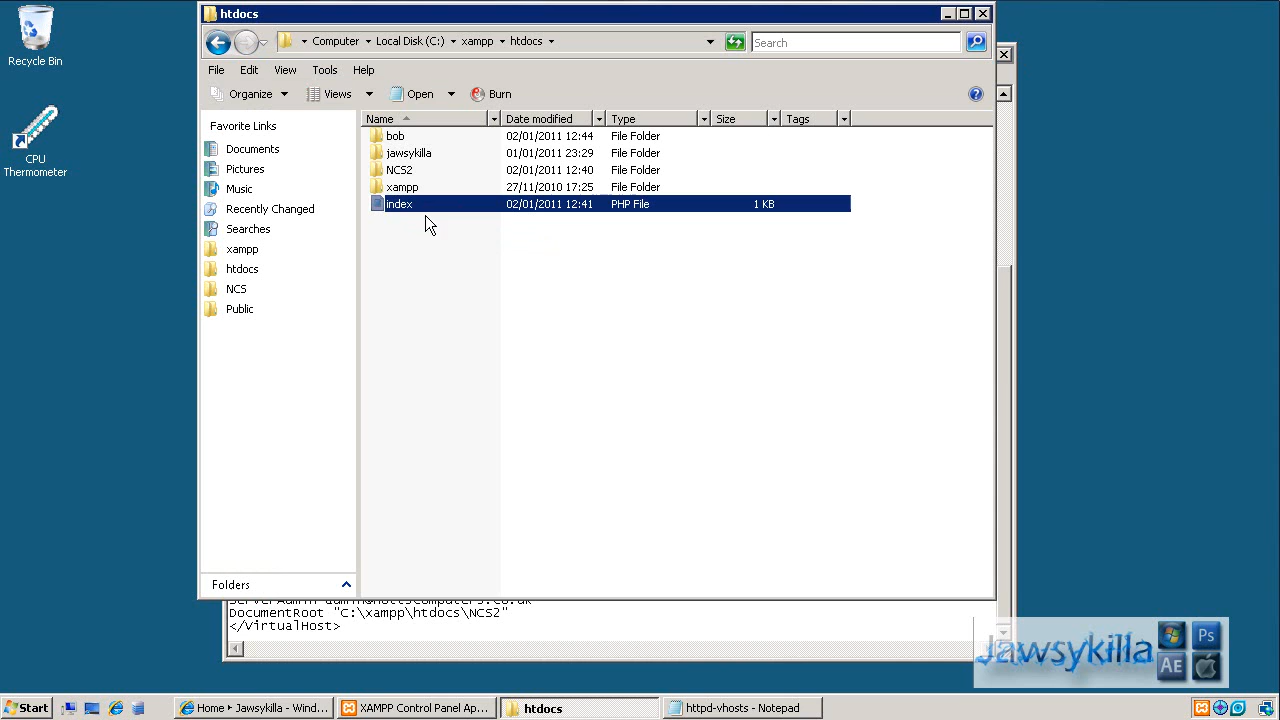 htdocs
Recycle Bin
CPU
Thermometer
Computer Local Disk (C:) xampp htdocs
Search
File Edit View Tools Help
Organize Views Open Burn
Favorite Links
Documents
Pictures
Music
Recently Changed
Searches
xampp
htdocs
NCS
Public
Folders
Name Date modified Type Size Tags
bob 02/01/2011 12:44 File Folder
jawsykilla 01/01/2011 23:29 File Folder
NCS2 02/01/2011 12:40 File Folder
xampp 27/11/2010 17:25 File Folder
index 02/01/2011 12:41 PHP File 1 KB
DocumentRoot "C:\xampp\htdocs\NCS2"
</VirtualHost>
Jawsykilla
Ps
AE
Start
Home ▸ Jawsykilla - Wind...
XAMPP Control Panel Ap...
htdocs
httpd-vhosts - Notepad